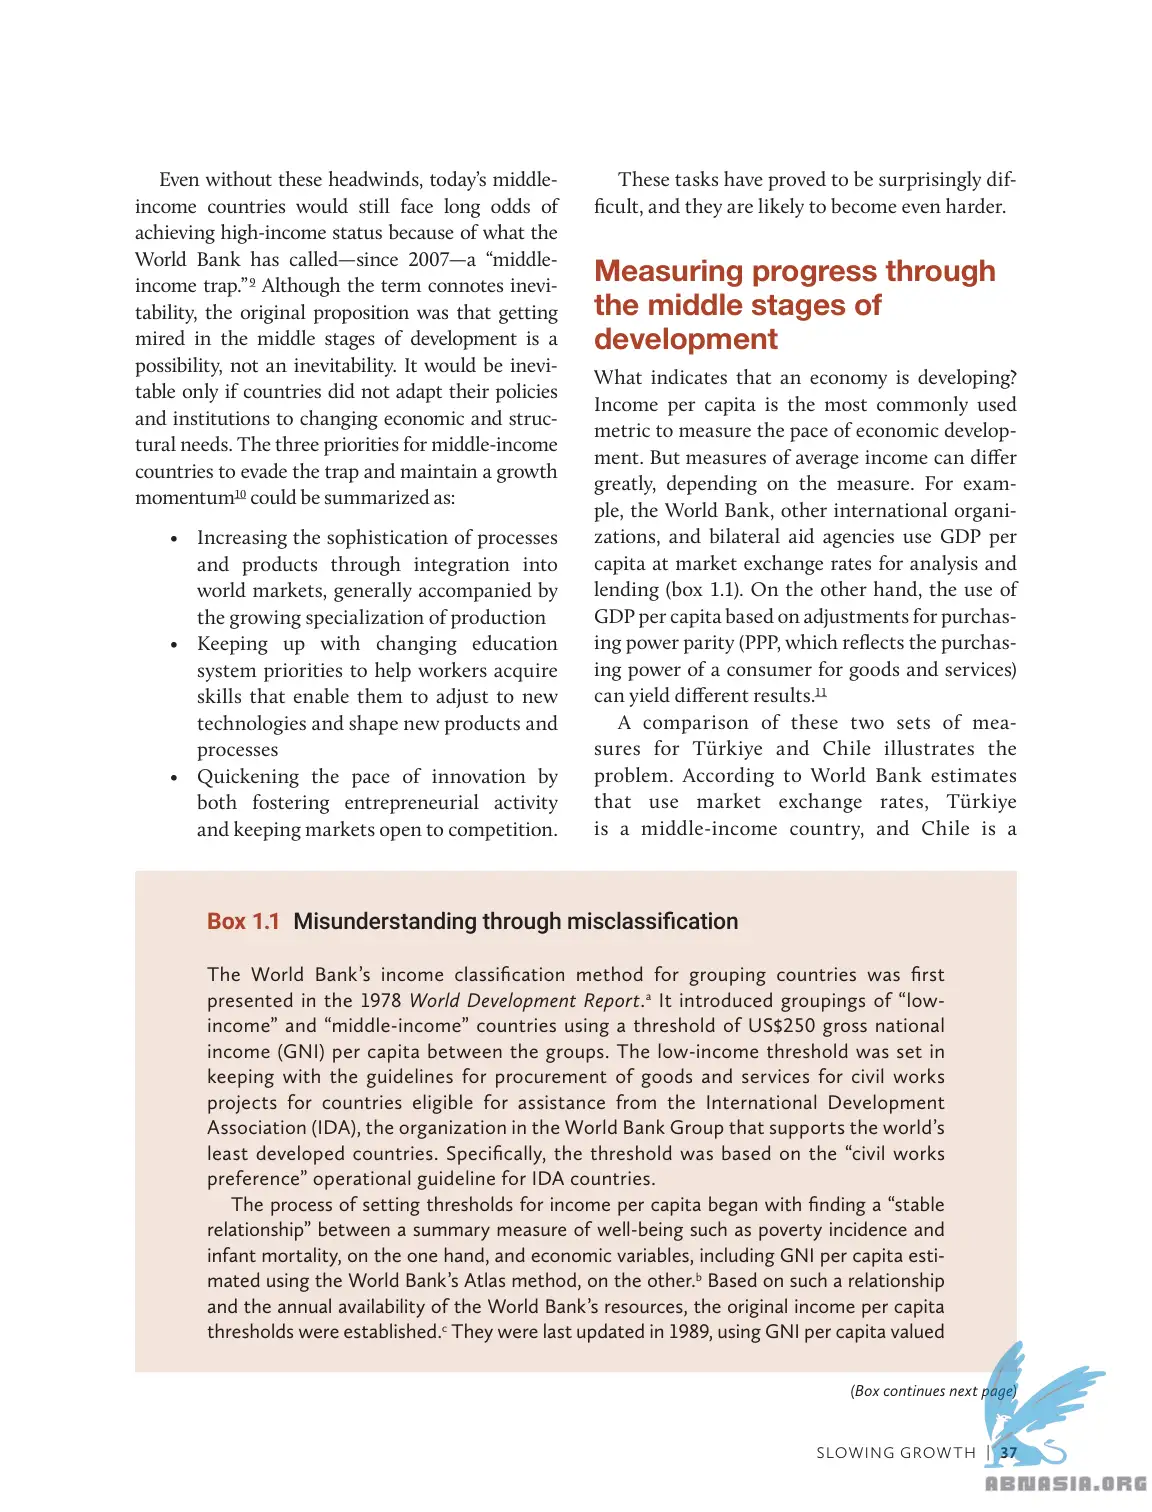 Even without these headwinds, today’s middle-
income countries would still face long odds of
achieving high-income status because of what the
World Bank has called—since 2007—a “middle-
income trap.”9 Although the term connotes inevi-
tability, the original proposition was that getting
mired in the middle stages of development is a
possibility, not an inevitability. It would be inevi-
table only if countries did not adapt their policies
and institutions to changing economic and struc-
tural needs. The three priorities for middle-income
countries to evade the trap and maintain a growth
momentum10 could be summarized as:
• Increasing the sophistication of processes
and products through integration into
world markets, generally accompanied by
the growing specialization of production
• Keeping up with changing education
system priorities to help workers acquire
skills that enable them to adjust to new
technologies and shape new products and
processes
• Quickening the pace of innovation by
both fostering entrepreneurial activity
and keeping markets open to competition.
These tasks have proved to be surprisingly dif-
ficult, and they are likely to become even harder.
Measuring progress through
the middle stages of
development
What indicates that an economy is developing?
Income per capita is the most commonly used
metric to measure the pace of economic develop-
ment. But measures of average income can differ
greatly, depending on the measure. For exam-
ple, the World Bank, other international organi-
zations, and bilateral aid agencies use GDP per
capita at market exchange rates for analysis and
lending (box 1.1). On the other hand, the use of
GDP per capita based on adjustments for purchas-
ing power parity (PPP, which reflects the purchas-
ing power of a consumer for goods and services)
can yield different results.11
A comparison of these two sets of mea-
sures for Türkiye and Chile illustrates the
problem. According to World Bank estimates
that use market exchange rates, Türkiye
is a middle-income country, and Chile is a
Box 1.1 Misunderstanding through misclassification
The World Bank’s income classification method for grouping countries was first
presented in the 1978 World Development Report.a It introduced groupings of “low-
income” and “middle-income” countries using a threshold of US$250 gross national
income (GNI) per capita between the groups. The low-income threshold was set in
keeping with the guidelines for procurement of goods and services for civil works
projects for countries eligible for assistance from the International Development
Association (IDA), the organization in the World Bank Group that supports the world’s
least developed countries. Specifically, the threshold was based on the “civil works
preference” operational guideline for IDA countries.
The process of setting thresholds for income per capita began with finding a “stable
relationship” between a summary measure of well-being such as poverty incidence and
infant mortality, on the one hand, and economic variables, including GNI per capita esti-
mated using the World Bank’s Atlas method, on the other.b Based on such a relationship
and the annual availability of the World Bank’s resources, the original income per capita
thresholds were established.c They were last updated in 1989, using GNI per capita valued
(Box continues next page)
SLOWING GROWTH | 37
ABNASIA.ORG